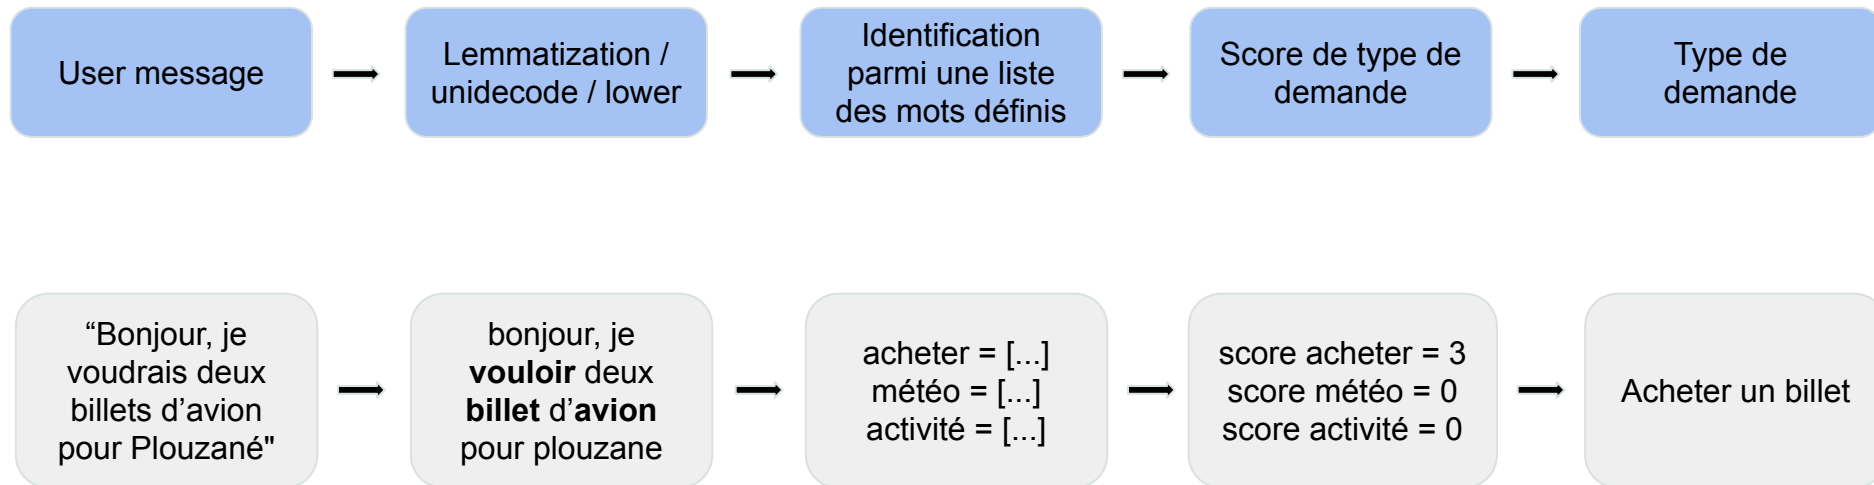 User message
Lemmatization /
unidecode / lower
Identification
parmi une liste
des mots définis
Score de type de
demande
Type de
demande
“Bonjour, je
voudrais deux
billets d’avion
pour Plouzané"
bonjour, je
vouloir deux
billet d’avion
pour plouzane
acheter = [...]
météo = [...]
activité = [...]
score acheter = 3
score météo = 0
score activité = 0
Acheter un billet